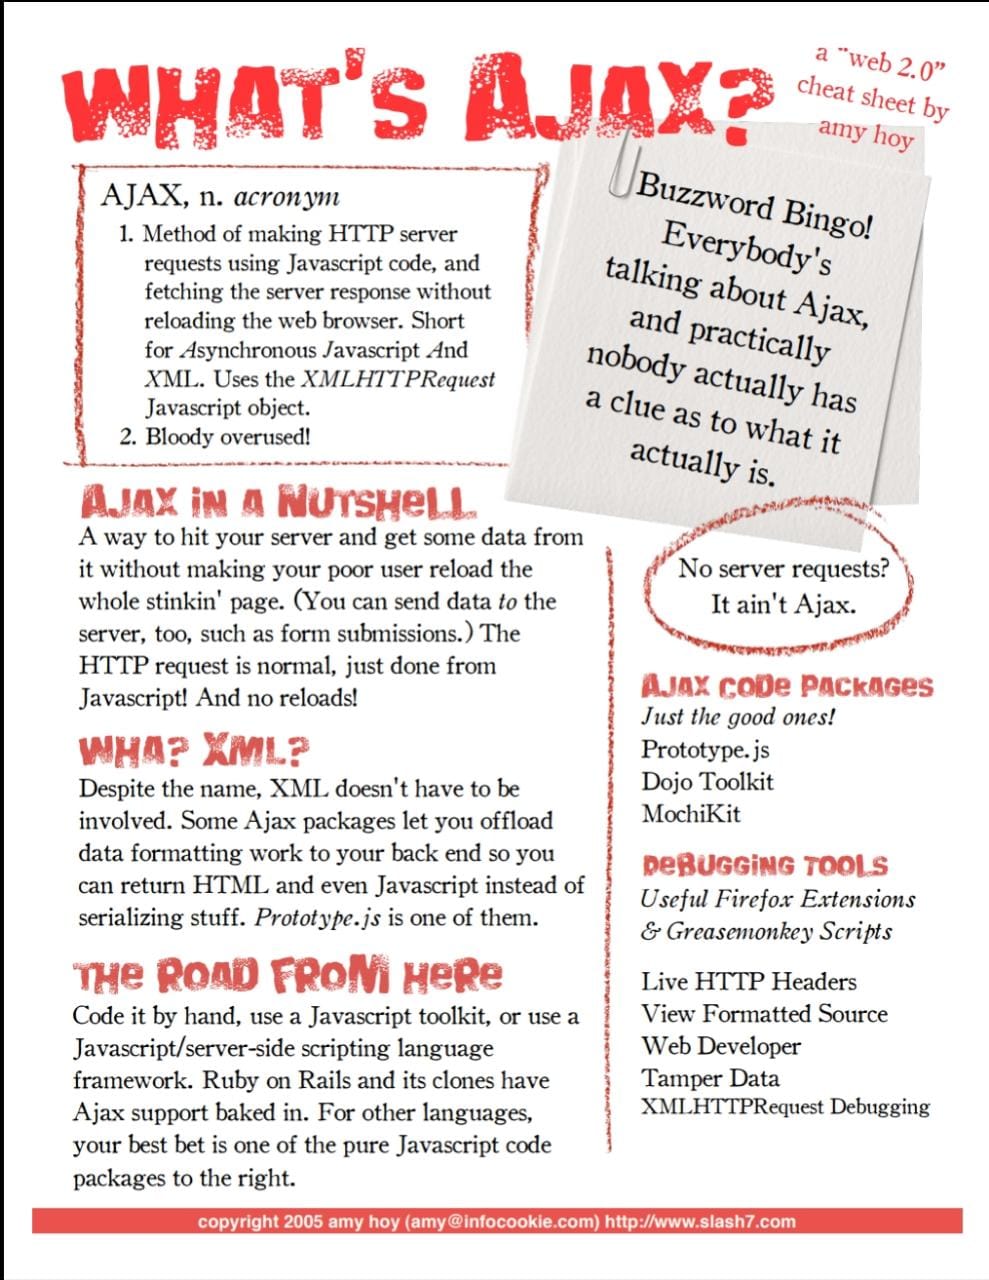 WHAT'S AJAX?
a "web 2.0"
cheat sheet by
amy hoy
AJAX, n. acronym
1. Method of making HTTP server
requests using Javascript code, and
fetching the server response without
reloading the web browser. Short
for Asynchronous Javascript And
XML. Uses the XMLHTTPRequest
Javascript object.
2. Bloody overused!
Buzzword Bingo!
Everybody's
talking about Ajax,
and practically
nobody actually has
a clue as to what it
actually is.
AJAX IN A NUTSHELL
A way to hit your server and get some data from
it without making your poor user reload the
whole stinkin' page. (You can send data to the
server, too, such as form submissions.) The
HTTP request is normal, just done from
Javascript! And no reloads!
WHA? XML?
Despite the name, XML doesn't have to be
involved. Some Ajax packages let you offload
data formatting work to your back end so you
can return HTML and even Javascript instead of
serializing stuff. Prototype.js is one of them.
THE ROAD FROM HERE
Code it by hand, use a Javascript toolkit, or use a
Javascript/server-side scripting language
framework. Ruby on Rails and its clones have
Ajax support baked in. For other languages,
your best bet is one of the pure Javascript code
packages to the right.
No server requests?
It ain't Ajax.
AJAX CODE PACKAGES
Just the good ones!
Prototype.js
Dojo Toolkit
MochiKit
DEBUGGING TOOLS
Useful Firefox Extensions
& Greasemonkey Scripts
Live HTTP Headers
View Formatted Source
Web Developer
Tamper Data
XMLHTTPRequest Debugging
copyright 2005 amy hoy (amy@infocookie.com) http://www.slash7.com